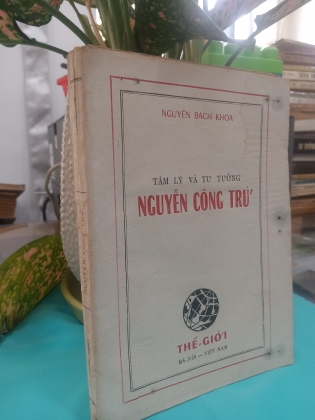 NGUYỄN BÁCH KHOA
TÂM LÝ VÀ TƯ TƯỞNG
NGUYỄN CÔNG TRỨ
THẾ-GIỚI
HÀ-NỘI — VIỆT-NAM